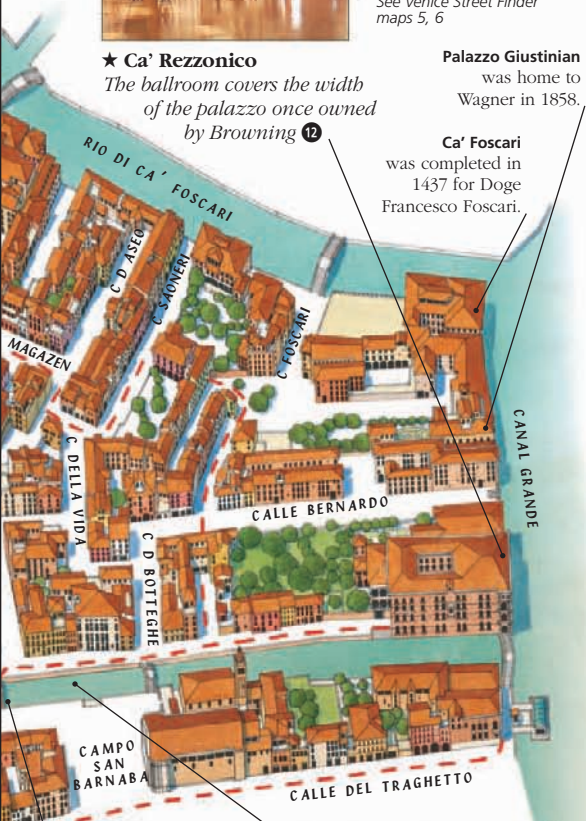 See Venice Street Finder
maps 5, 6
★ Ca’ Rezzonico
The ballroom covers the width
of the palazzo once owned
by Browning 12
Palazzo Giustinian
was home to
Wagner in 1858.
Ca’ Foscari
was completed in
1437 for Doge
Francesco Foscari.
RIO DI CA’ FOSCARI
C D ASEO
C SAONERI
C FOSCARI
MAGAZEN
C DELLA VIDA
C D BOTTEGHE
CALLE BERNARDO
CANAL GRANDE
CAMPO
SAN
BARNABA
CALLE DEL TRAGHETTO